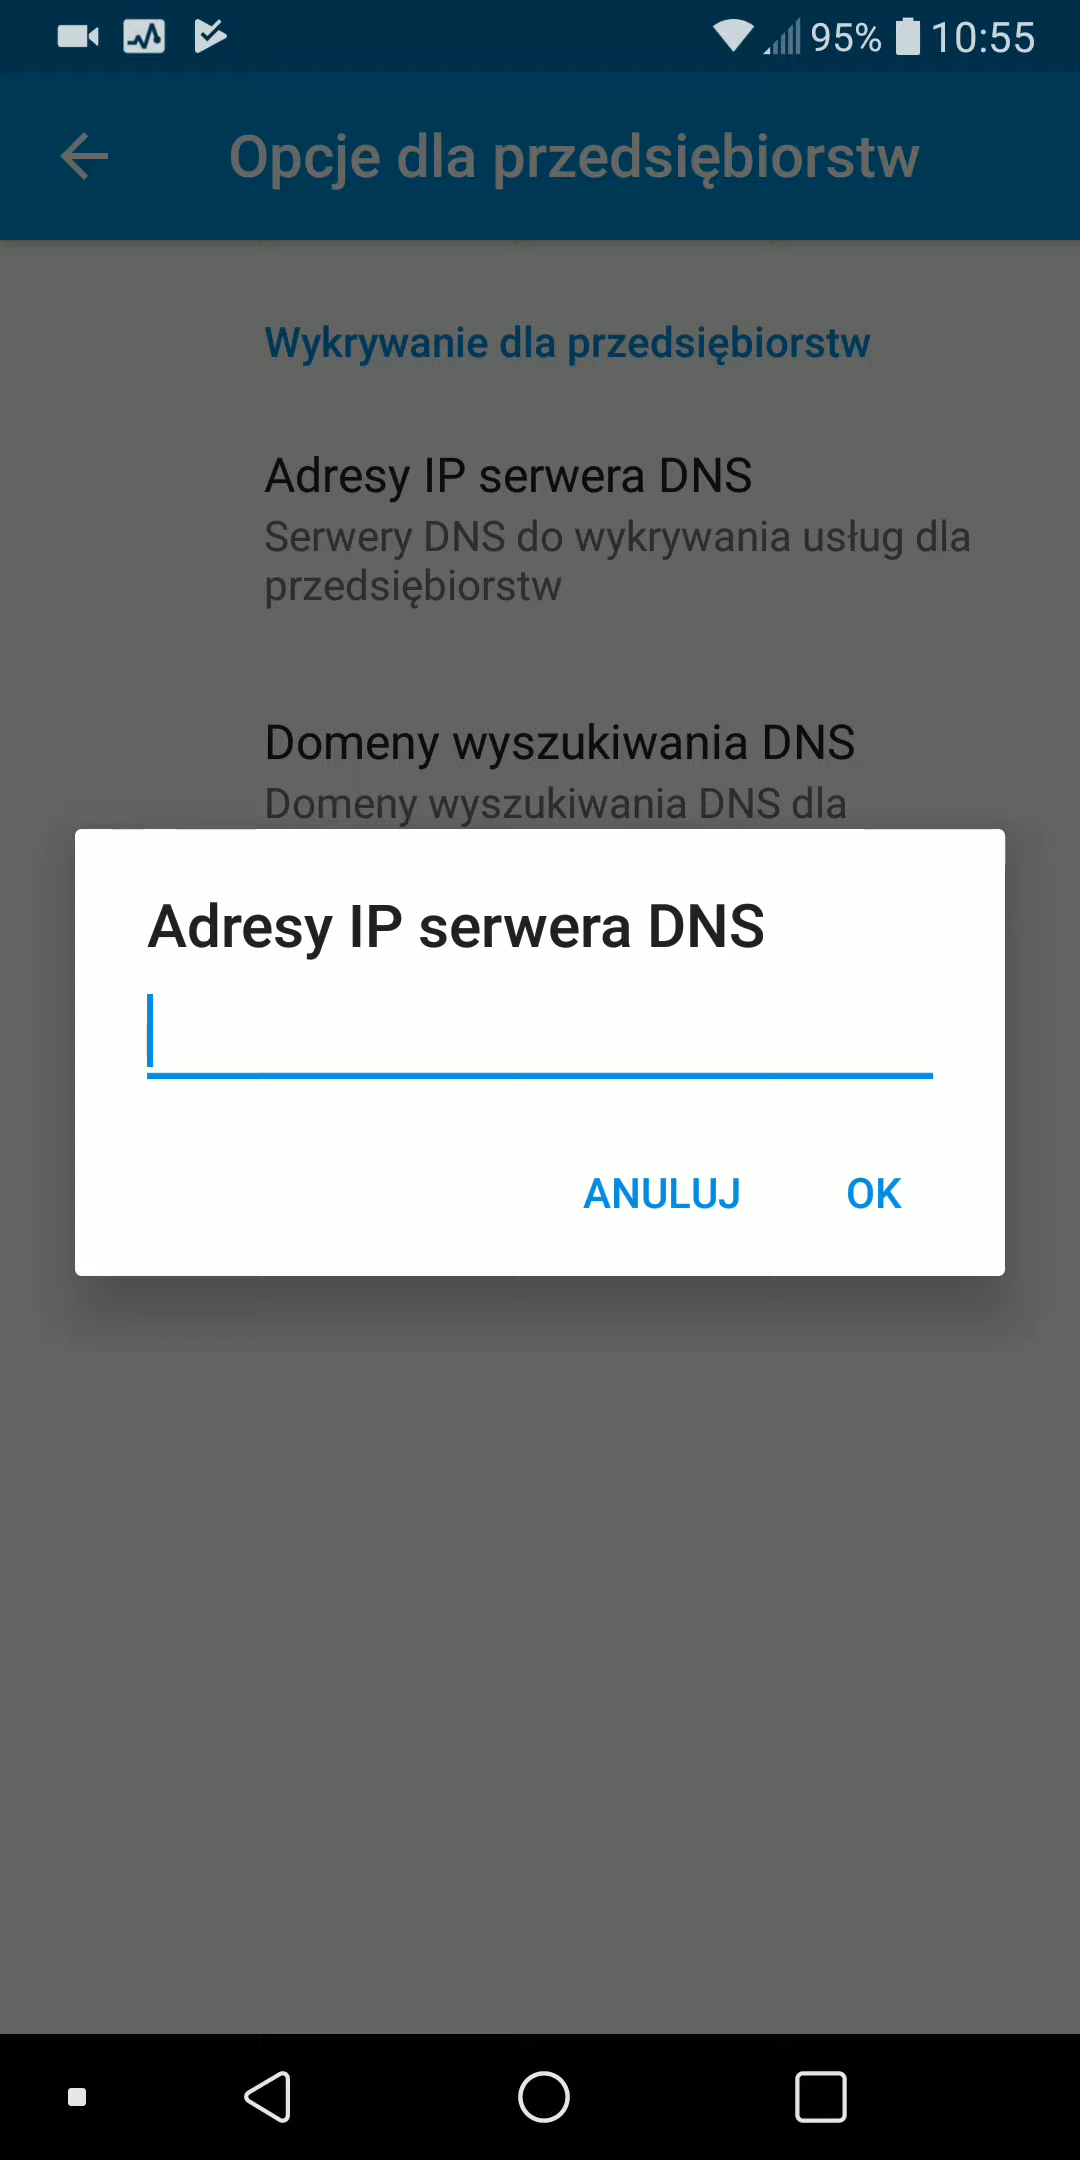 95% 10:55
Opcje dla przedsiębiorstw
Wykrywanie dla przedsiębiorstw
Adresy IP serwera DNS
Serwery DNS do wykrywania usług dla
przedsiębiorstw
Domeny wyszukiwania DNS
Domeny wyszukiwania DNS dla
Adresy IP serwera DNS
ANULUJ OK